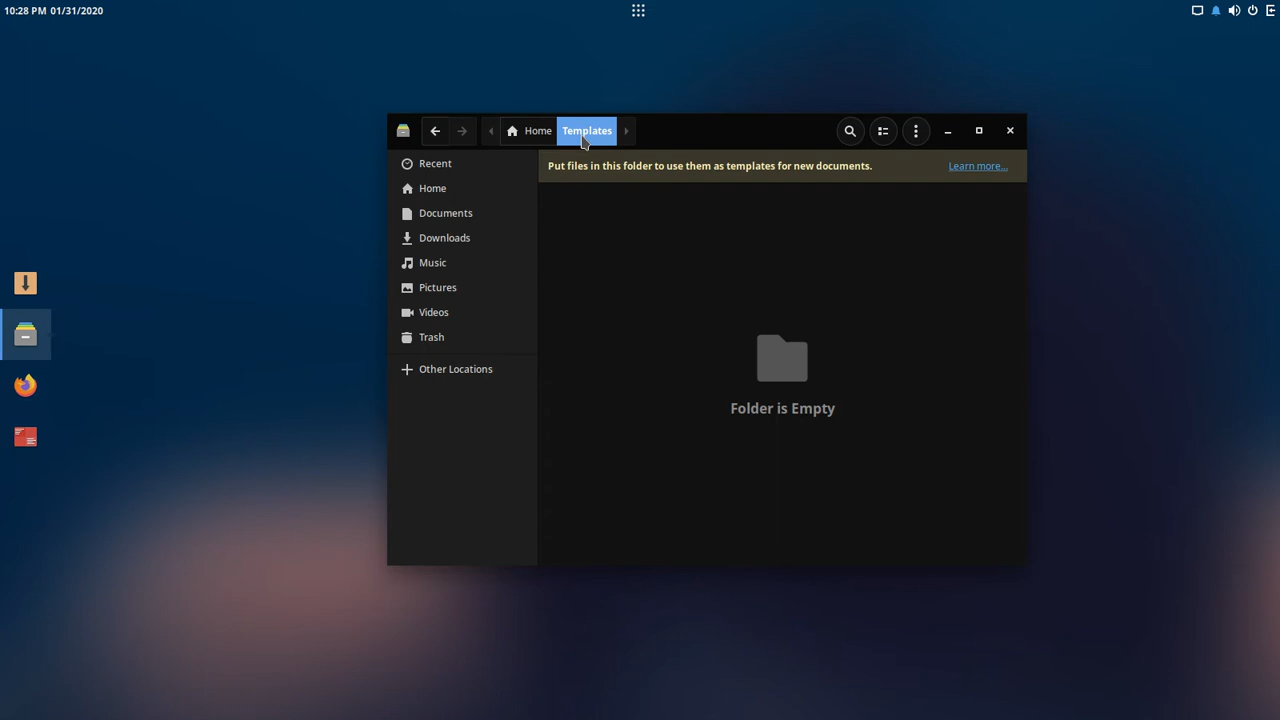 10:28 PM 01/31/2020
Home Templates
Recent
Home
Documents
Downloads
Music
Pictures
Videos
Trash
Other Locations
Put files in this folder to use them as templates for new documents. Learn more...
Folder is Empty